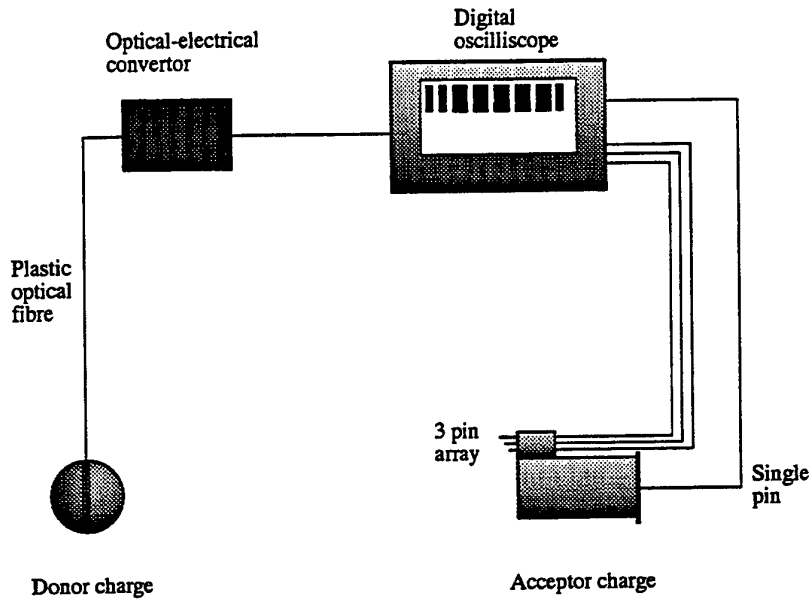 Digital
oscilliscope
Optical-electrical
convertor
Plastic
optical
fibre
3 pin
array
Single
pin
Donor charge
Acceptor charge